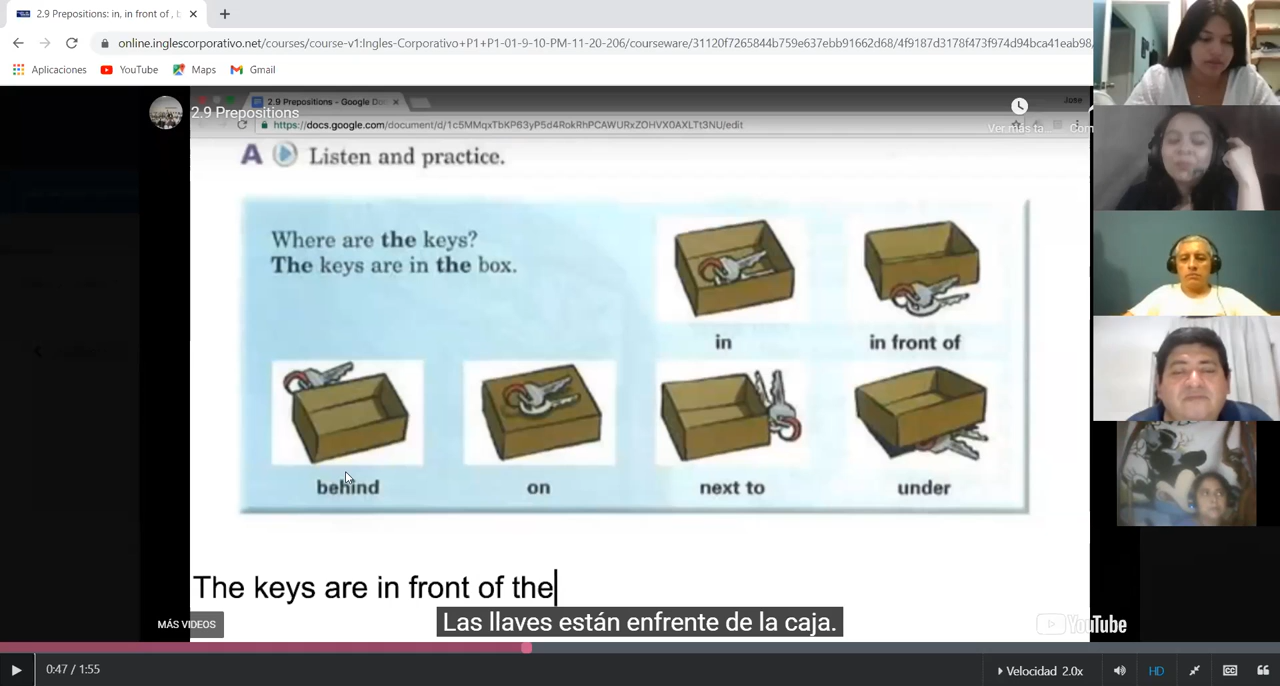 2.9 Prepositions: in, in front of ,
online.inglescorporativo.net/courses/course-v1:Ingles-Corporativo+P1+P1-01-9-10-PM-11-20-206/courseware/31120f7265844b759e637ebb91662d68/4f9187d3178f473f974d94bca41eab98/
Aplicaciones YouTube Maps Gmail
2.9 Prepositions - Google Doc
Jose
2.9 Prepositions
https://docs.google.com/document/d/1c5MMqxTbKP63yP5d4RokRhPCAWURxZOHVX0AXLTt3NU/edit
Ver más ta... Com
A Listen and practice.
Where are the keys?
The keys are in the box.
in in front of
behind on next to under
The keys are in front of the
Las llaves están enfrente de la caja.
MÁS VIDEOS
YouTube
0:47 / 1:55 Velocidad 2.0x HD CC